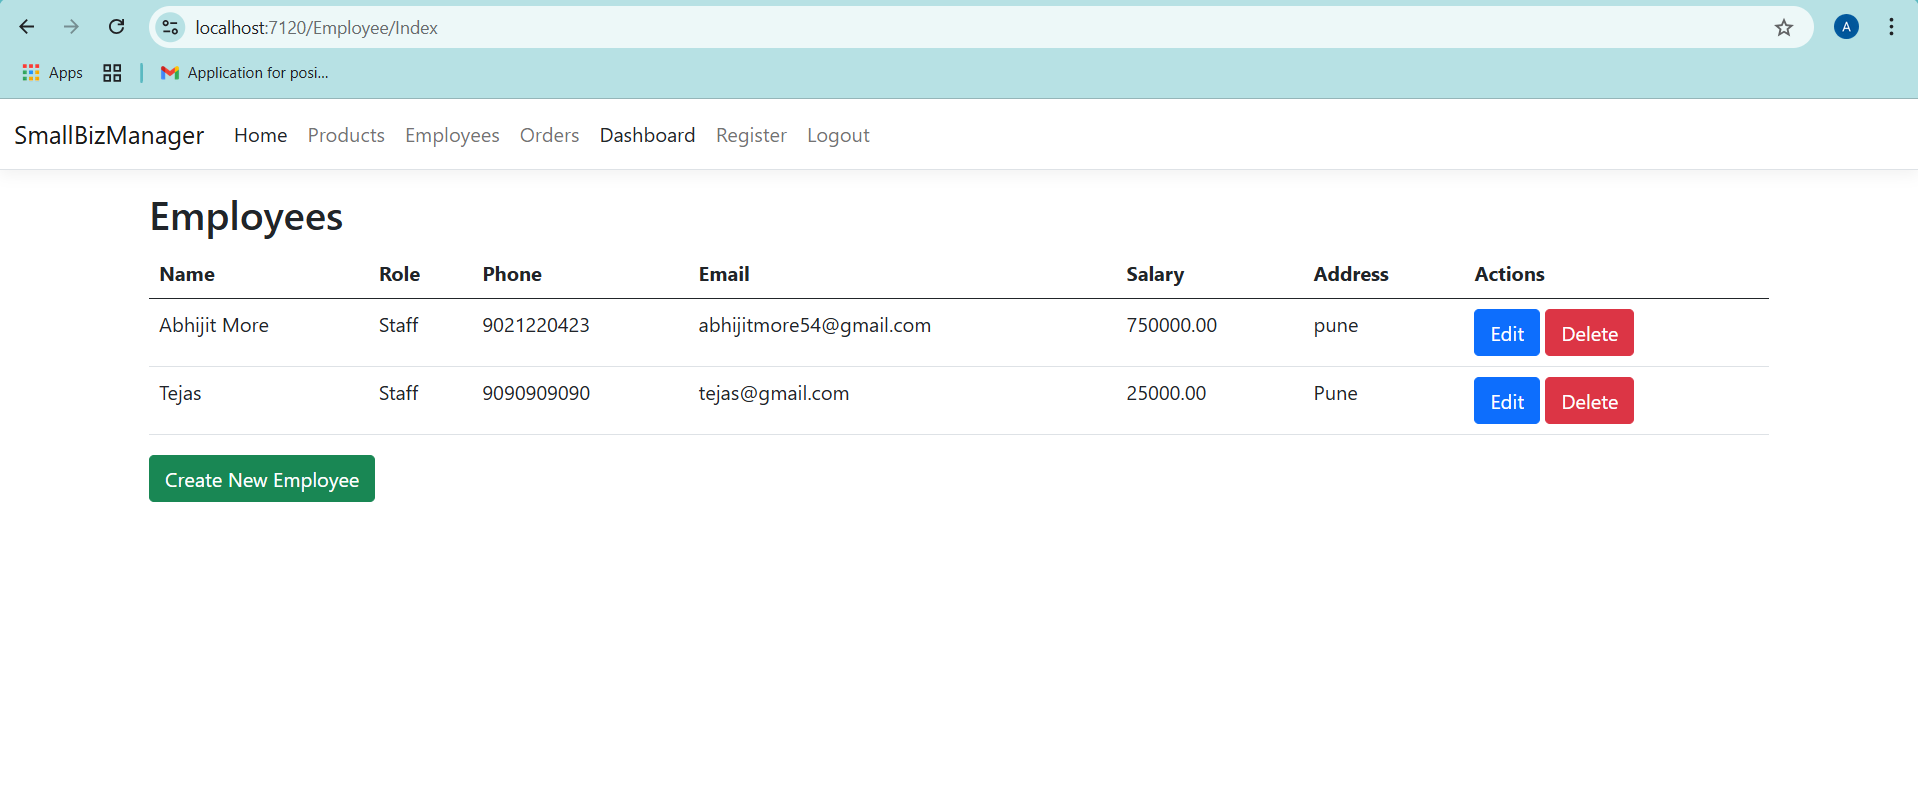 localhost:7120/Employee/Index
A
Apps
Application for posi...
SmallBizManager Home Products Employees Orders Dashboard Register Logout
Employees
Name Role Phone Email Salary Address Actions
Abhijit More Staff 9021220423 abhijitmore54@gmail.com 750000.00 pune Edit Delete
Tejas Staff 9090909090 tejas@gmail.com 25000.00 Pune Edit Delete
Create New Employee